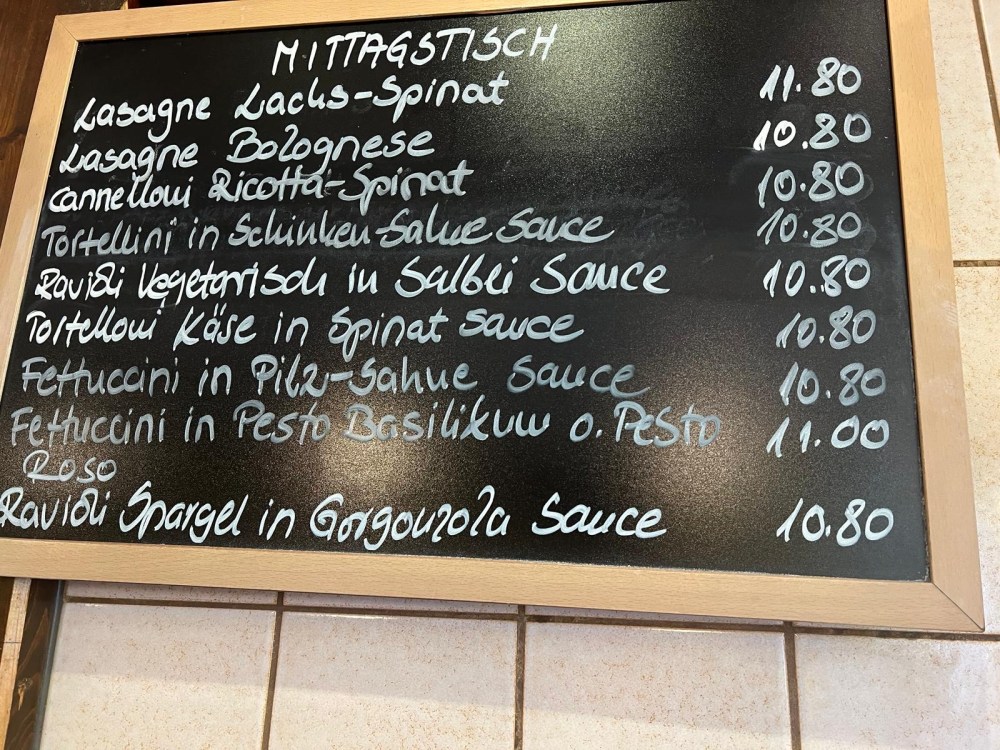 MITTAGSTISCH
Lasagne Lachs-Spinat 11.80
Lasagne Bolognese 10.80
Cannelloni Ricotta-Spinat 10.80
Tortellini in Schinken-Sahne Sauce 10.80
Ravioli Vegetarisch in Salbei Sauce 10.80
Tortelloni Käse in Spinat Sauce 10.80
Fettuccini in Pilz-Sahne Sauce 10.80
Fettuccini in Pesto Basilikum o. Pesto 11.00
Roso
Ravioli Spargel in Gorgonzola Sauce 10.80